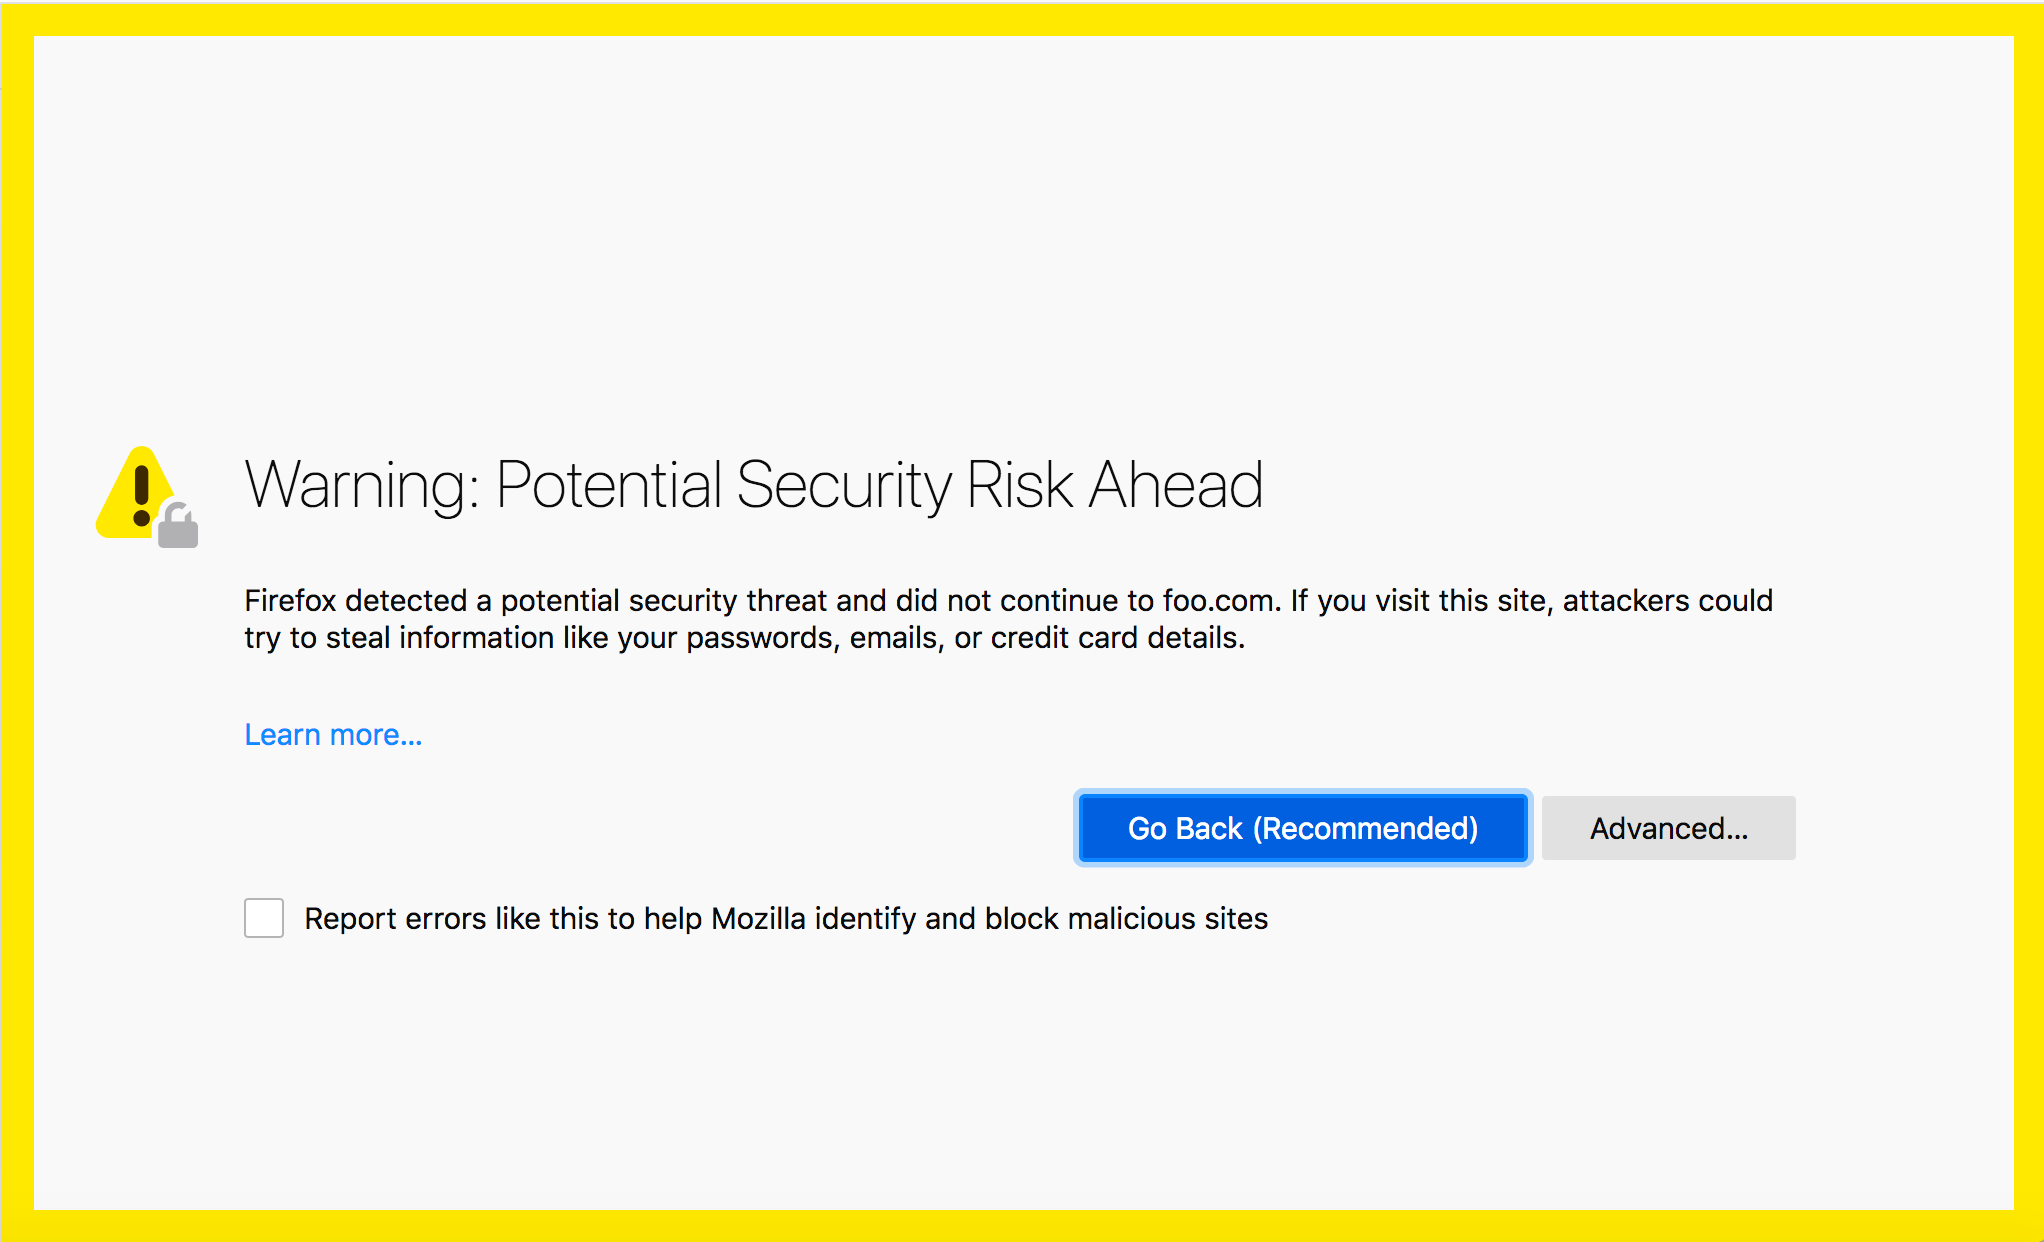 Warning: Potential Security Risk Ahead
Firefox detected a potential security threat and did not continue to foo.com. If you visit this site, attackers could
try to steal information like your passwords, emails, or credit card details.
Learn more...
Go Back (Recommended)
Advanced...
Report errors like this to help Mozilla identify and block malicious sites